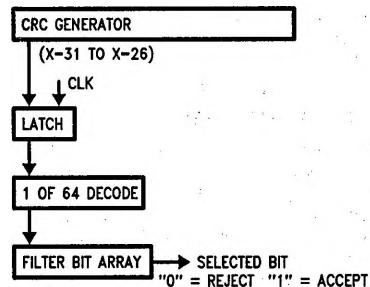 CRC GENERATOR
(X-31 TO X-26)
CLK
LATCH
1 OF 64 DECODE
FILTER BIT ARRAY
SELECTED BIT
"0" = REJECT "1" = ACCEPT